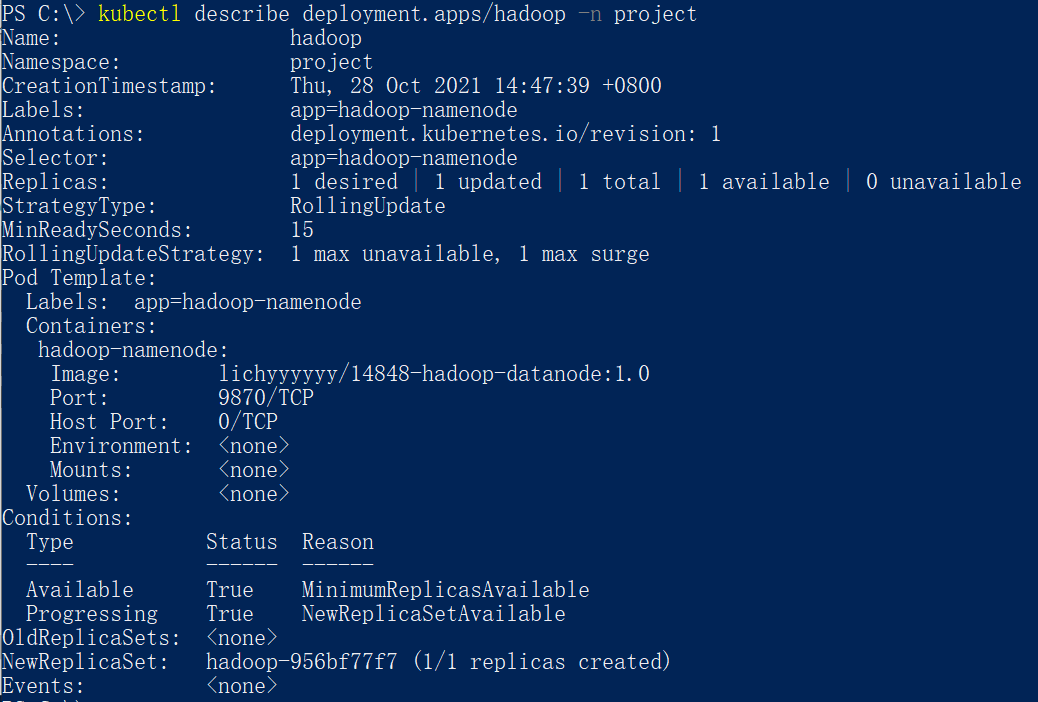 PS C:\> kubectl describe deployment.apps/hadoop -n project
Name:                   hadoop
Namespace:              project
CreationTimestamp:      Thu, 28 Oct 2021 14:47:39 +0800
Labels:                 app=hadoop-namenode
Annotations:            deployment.kubernetes.io/revision: 1
Selector:               app=hadoop-namenode
Replicas:               1 desired | 1 updated | 1 total | 1 available | 0 unavailable
StrategyType:           RollingUpdate
MinReadySeconds:        15
RollingUpdateStrategy:  1 max unavailable, 1 max surge
Pod Template:
  Labels:  app=hadoop-namenode
  Containers:
   hadoop-namenode:
    Image:        lichyyyyyy/14848-hadoop-datanode:1.0
    Port:         9870/TCP
    Host Port:    0/TCP
    Environment:  <none>
    Mounts:       <none>
  Volumes:        <none>
Conditions:
  Type           Status  Reason
  ----           ------  ------
  Available      True    MinimumReplicasAvailable
  Progressing    True    NewReplicaSetAvailable
OldReplicaSets:  <none>
NewReplicaSet:   hadoop-956bf77f7 (1/1 replicas created)
Events:          <none>